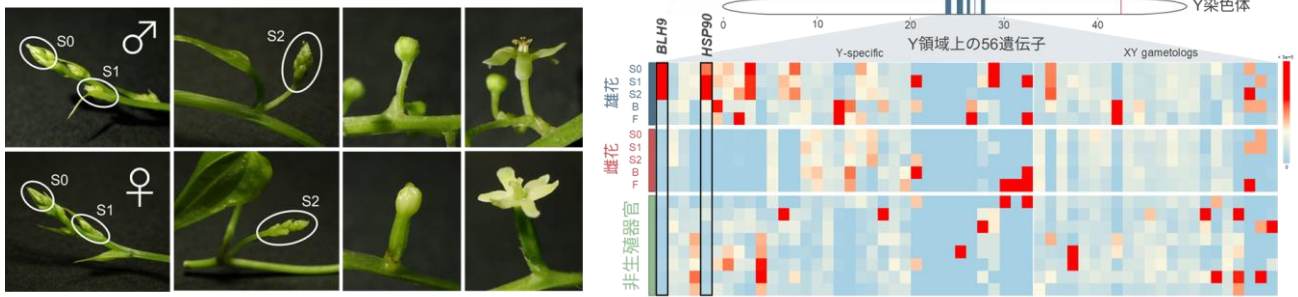 S0
♂
S1
S2
S0
♀
S1
S2
Y染色体
0
10
20
30
40
BLH9
HSP90
Y領域上の56遺伝子
Y-specific
XY gametologs
雄花
S0
S1
S2
B
F
雌花
S0
S1
S2
B
F
非生殖器官
0